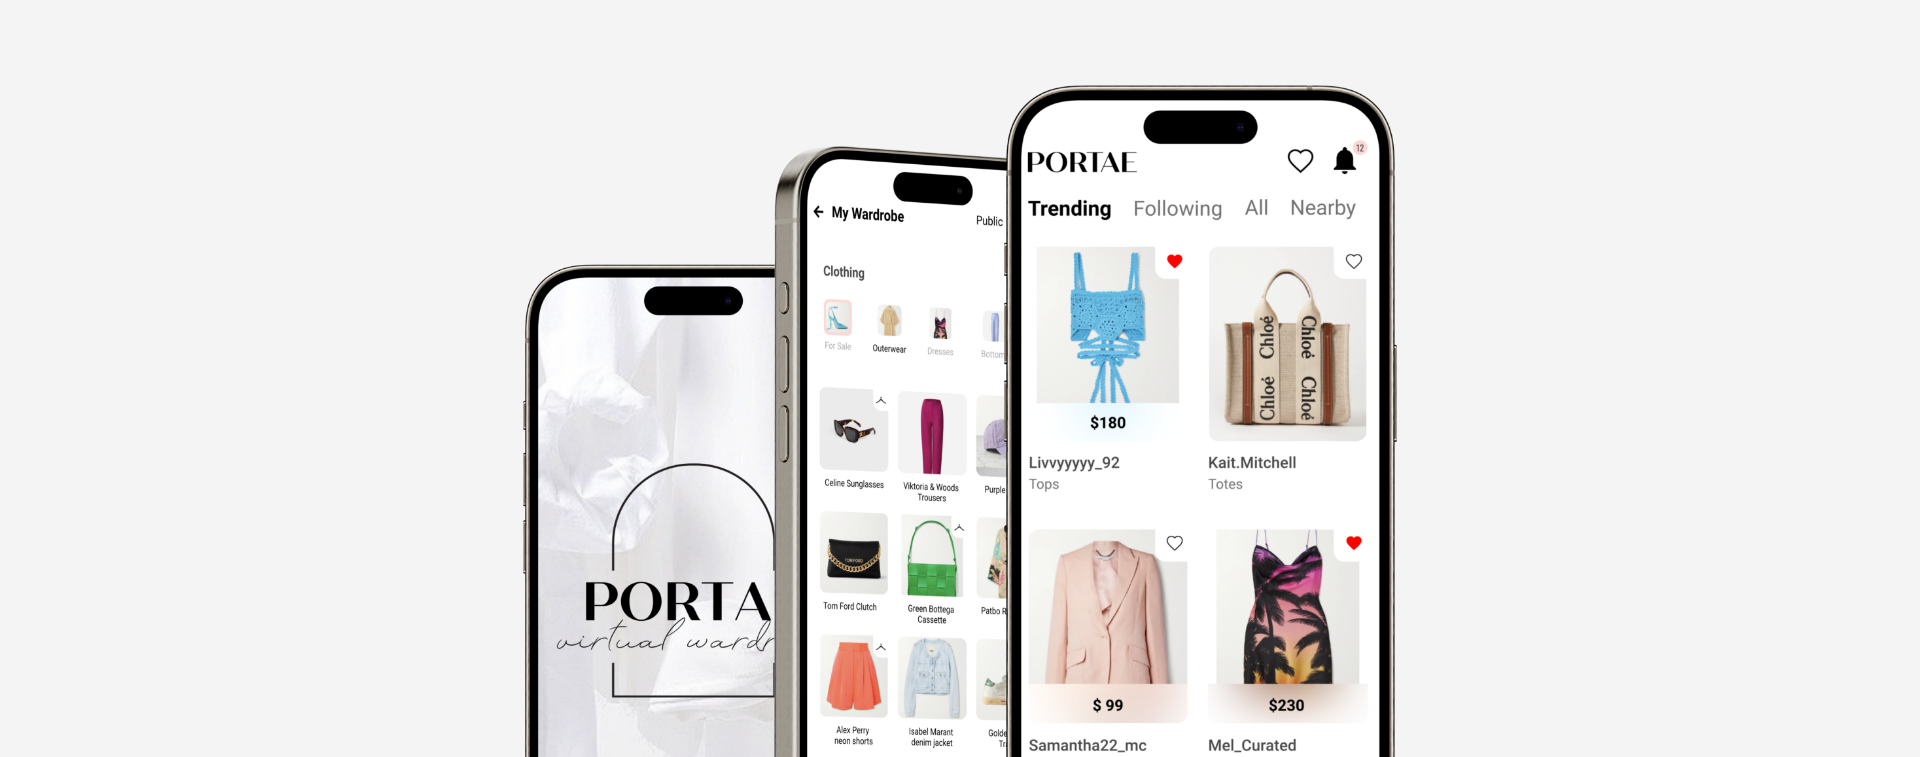 PORTA
virtual wardr
My Wardrobe
Public
Clothing
For Sale
Outerwear
Dresses
Bottom
Celine Sunglasses
Viktoria & Woods
Trousers
Purple
TOM FORD
Tom Ford Clutch
Green Bottega
Cassette
Patbo R
Alex Perry
neon shorts
Isabel Marant
denim jacket
Golde
Tr
PORTAE
12
Trending Following All Nearby
Chloé Chloé
Chloé Chloé
$180
Livvyyyyy_92
Tops
Kait.Mitchell
Totes
$ 99
$230
Samantha22_mc
Mel_Curated